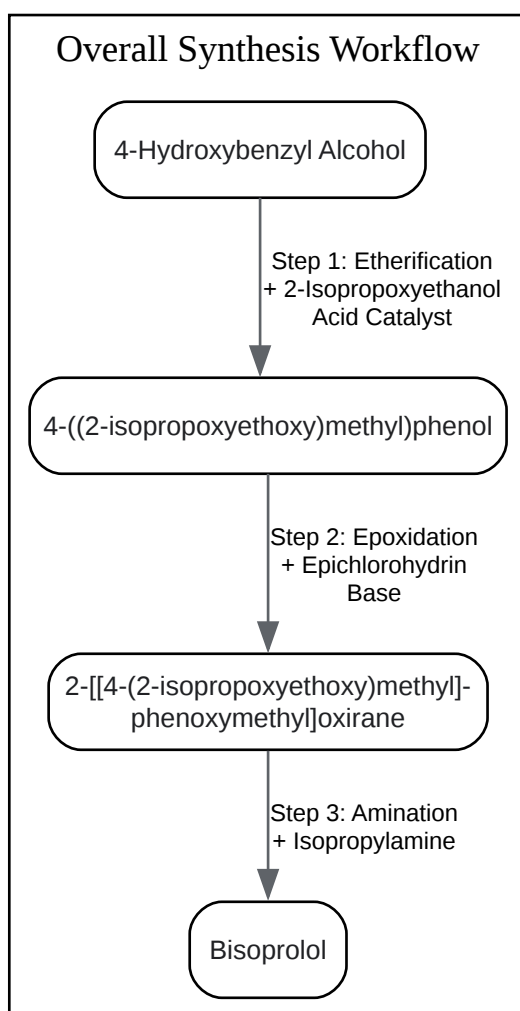 Overall Synthesis Workflow
4-Hydroxybenzyl Alcohol
Step 1: Etherification
+ 2-Isopropoxyethanol
Acid Catalyst
4-((2-isopropoxyethoxy)methyl)phenol
Step 2: Epoxidation
+ Epichlorohydrin
Base
2-[[4-(2-isopropoxyethoxy)methyl]-
phenoxymethyl]oxirane
Step 3: Amination
+ Isopropylamine
Bisoprolol